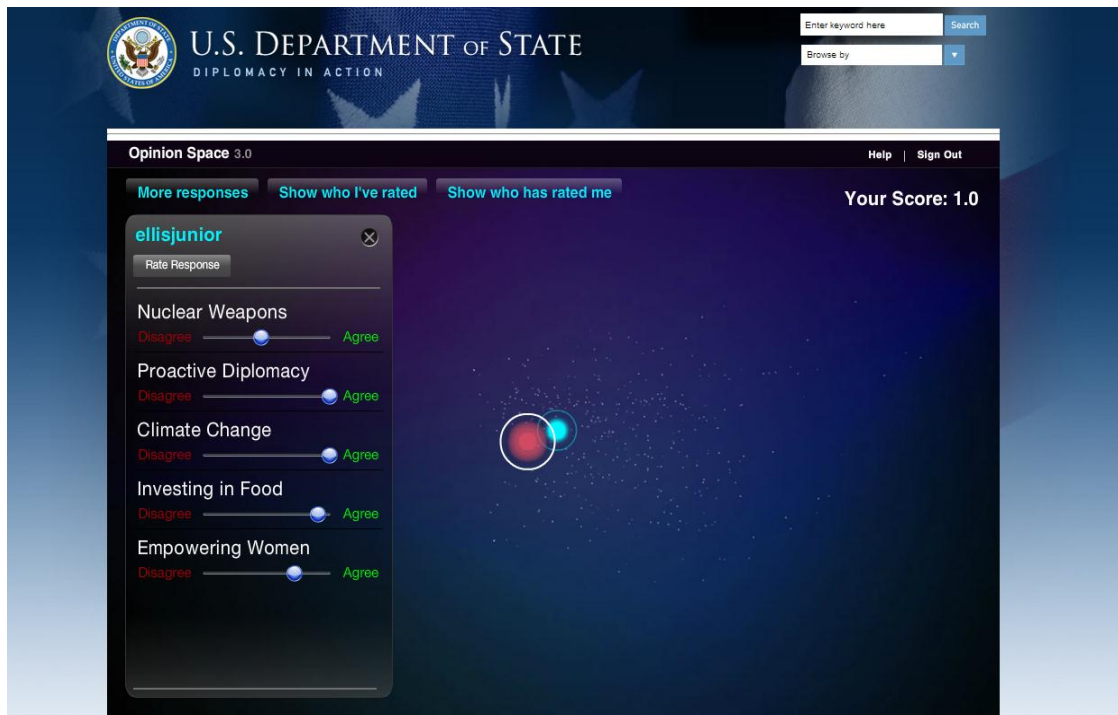 U.S. DEPARTMENT OF STATE
DIPLOMACY IN ACTION
Enter keyword here Search
Browse by
Opinion Space 3.0
Help | Sign Out
More responses Show who I've rated Show who has rated me
Your Score: 1.0
ellisjunior
Rate Response
Nuclear Weapons
Disagree Agree
Proactive Diplomacy
Disagree Agree
Climate Change
Disagree Agree
Investing in Food
Disagree Agree
Empowering Women
Disagree Agree